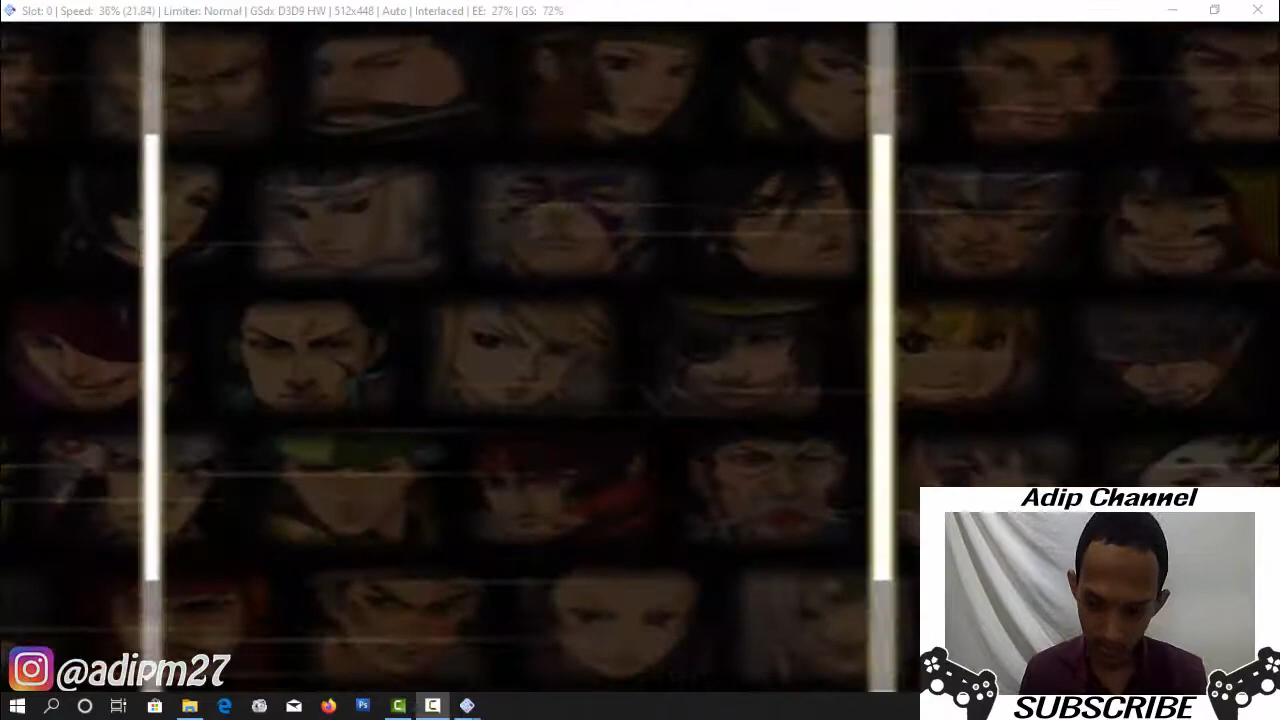 Slot: 0 | Speed: 36% (21.84) | Limiter: Normal | GSdx D3D9 HW | 512x448 | Auto | Interlaced | EE: 27% | GS: 72%
Adip Channel
@adipm27
SUBSCRIBE